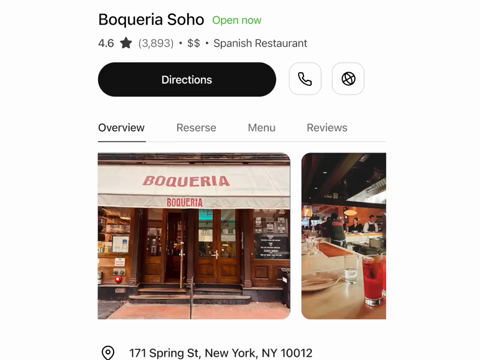 Boqueria Soho Open now
4.6 ★ (3,893) • $$ • Spanish Restaurant
Directions
Overview Reserse Menu Reviews
BOQUERIA
BOQUERIA
171 Spring St, New York, NY 10012